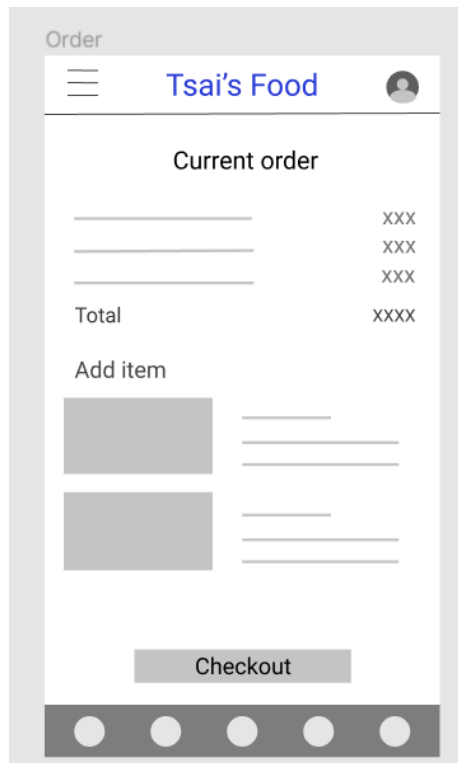 Order
Tsai's Food
Current order
xxx
xxx
xxx
Total xxxx
Add item
Checkout